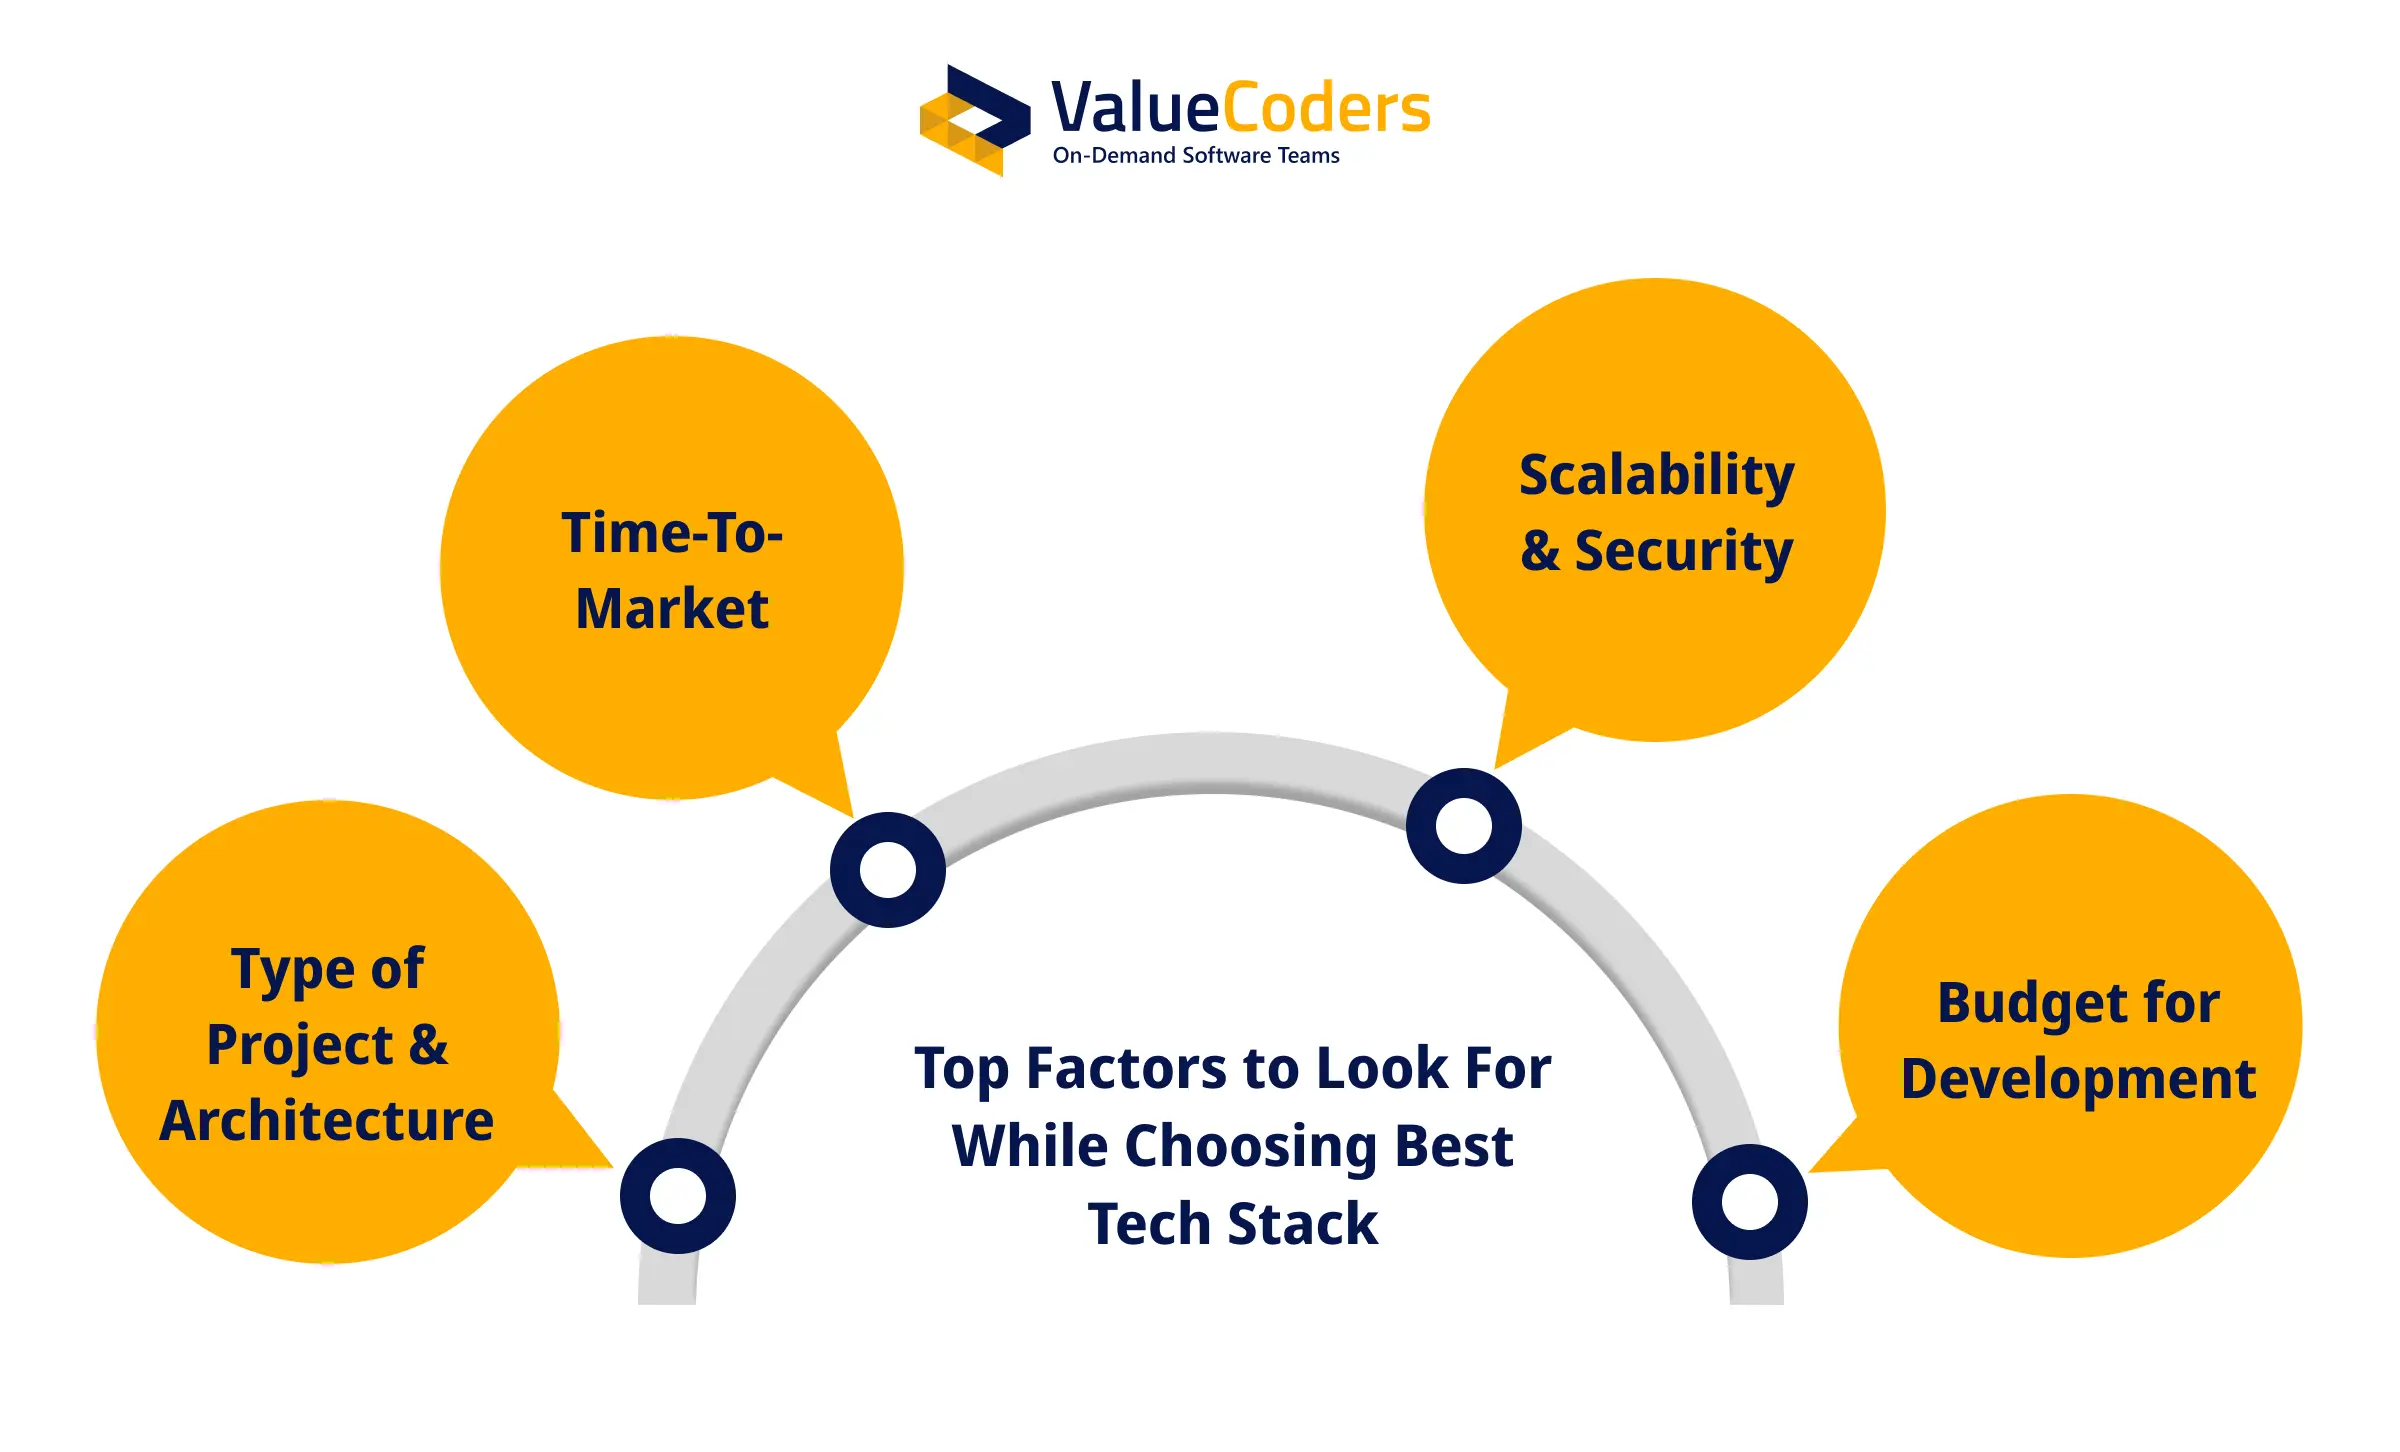 ValueCoders
On-Demand Software Teams
Time-To-
Market
Scalability
& Security
Type of
Project &
Architecture
Budget for
Development
Top Factors to Look For
While Choosing Best
Tech Stack